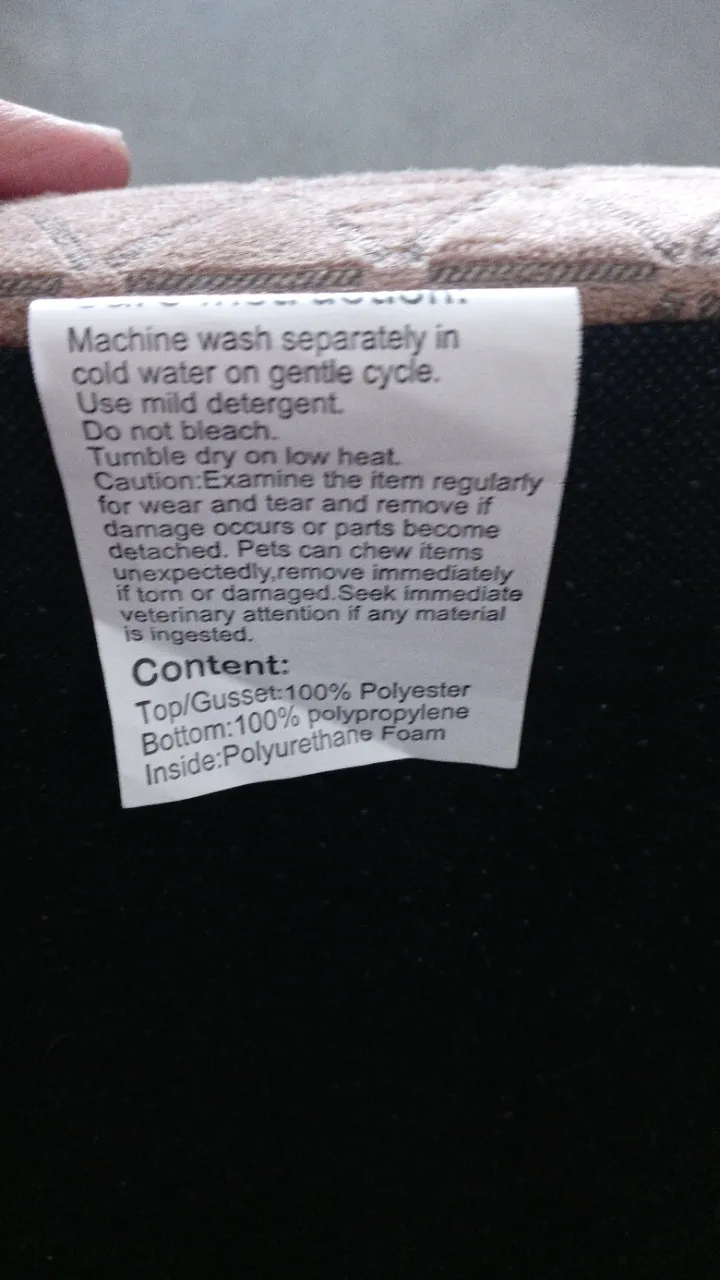 Care Instruction:
Machine wash separately in
cold water on gentle cycle.
Use mild detergent.
Do not bleach.
Tumble dry on low heat.
Caution:Examine the item regularly
for wear and tear and remove if
damage occurs or parts become
detached. Pets can chew items
unexpectedly,remove immediately
if torn or damaged.Seek immediate
veterinary attention if any material
is ingested.
Content:
Top/Gusset:100% Polyester
Bottom:100% polypropylene
Inside:Polyurethane Foam